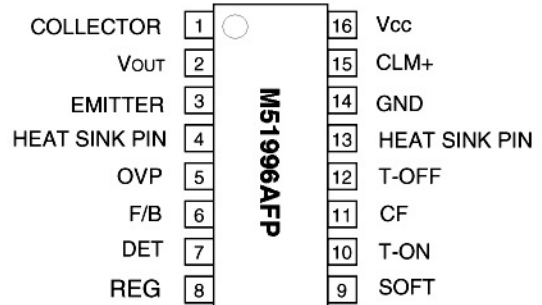 COLLECTOR 1 16 Vcc
VOUT 2 15 CLM+
EMITTER 3 14 GND
HEAT SINK PIN 4 13 HEAT SINK PIN
OVP 5 12 T-OFF
F/B 6 11 CF
DET 7 10 T-ON
REG 8 9 SOFT
M51996AFP